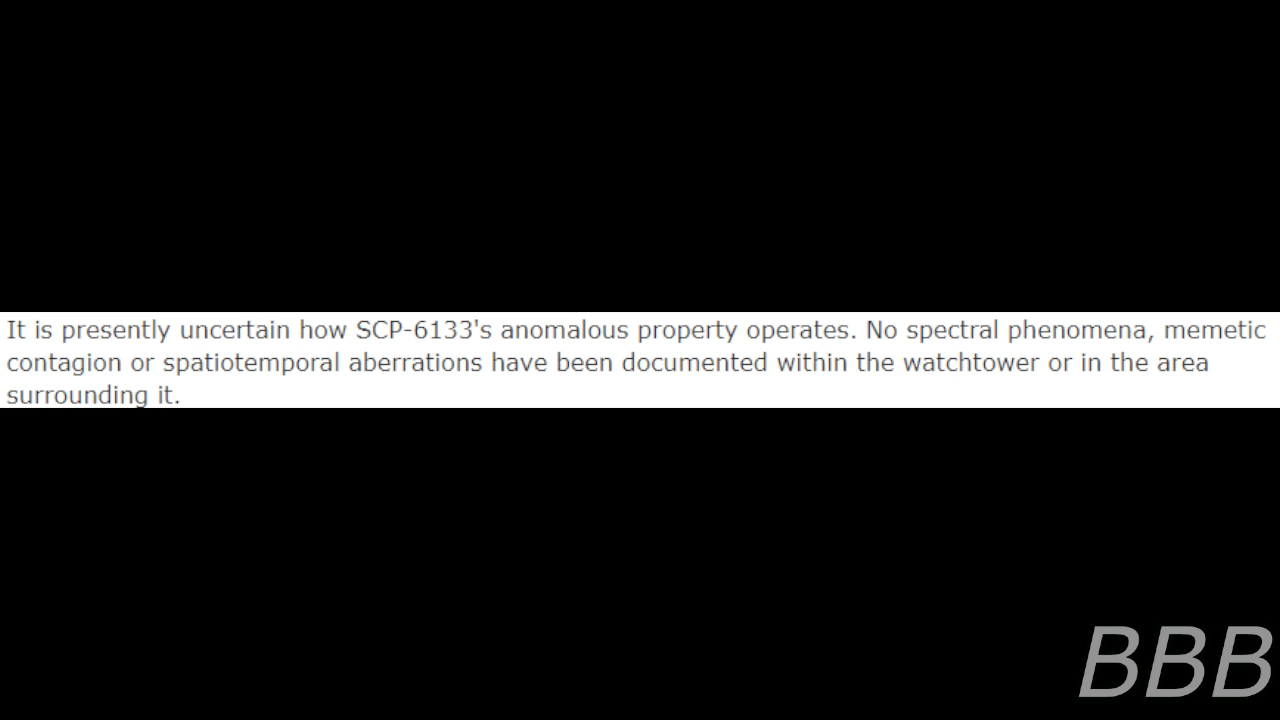 It is presently uncertain how SCP-6133's anomalous property operates. No spectral phenomena, memetic
contagion or spatiotemporal aberrations have been documented within the watchtower or in the area
surrounding it.
BBB